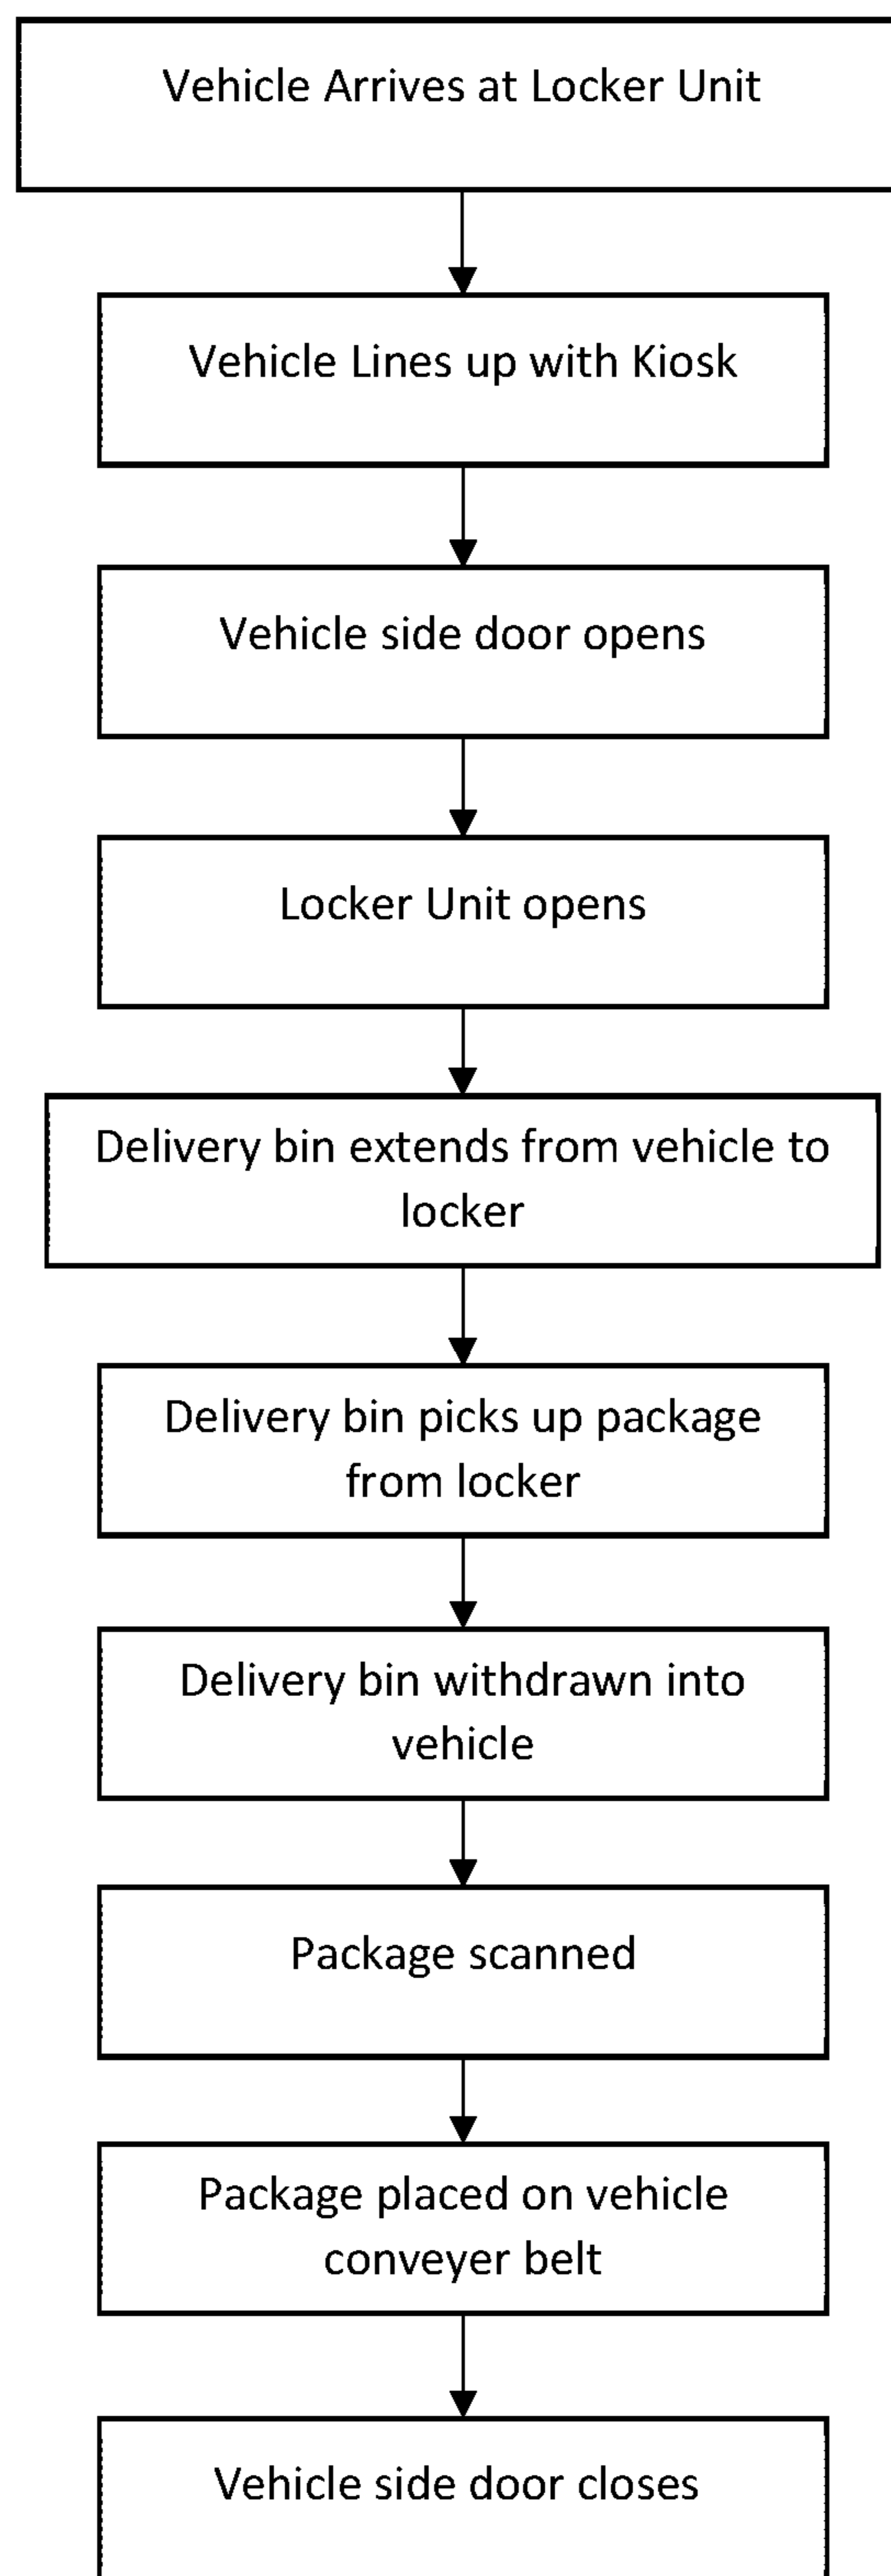 Vehicle Arrives at Locker Unit
Vehicle Lines up with Kiosk
Vehicle side door opens
Locker Unit opens
Delivery bin extends from vehicle to
locker
Delivery bin picks up package
from locker
Delivery bin withdrawn into
vehicle
Package scanned
Package placed on vehicle
conveyer belt
Vehicle side door closes